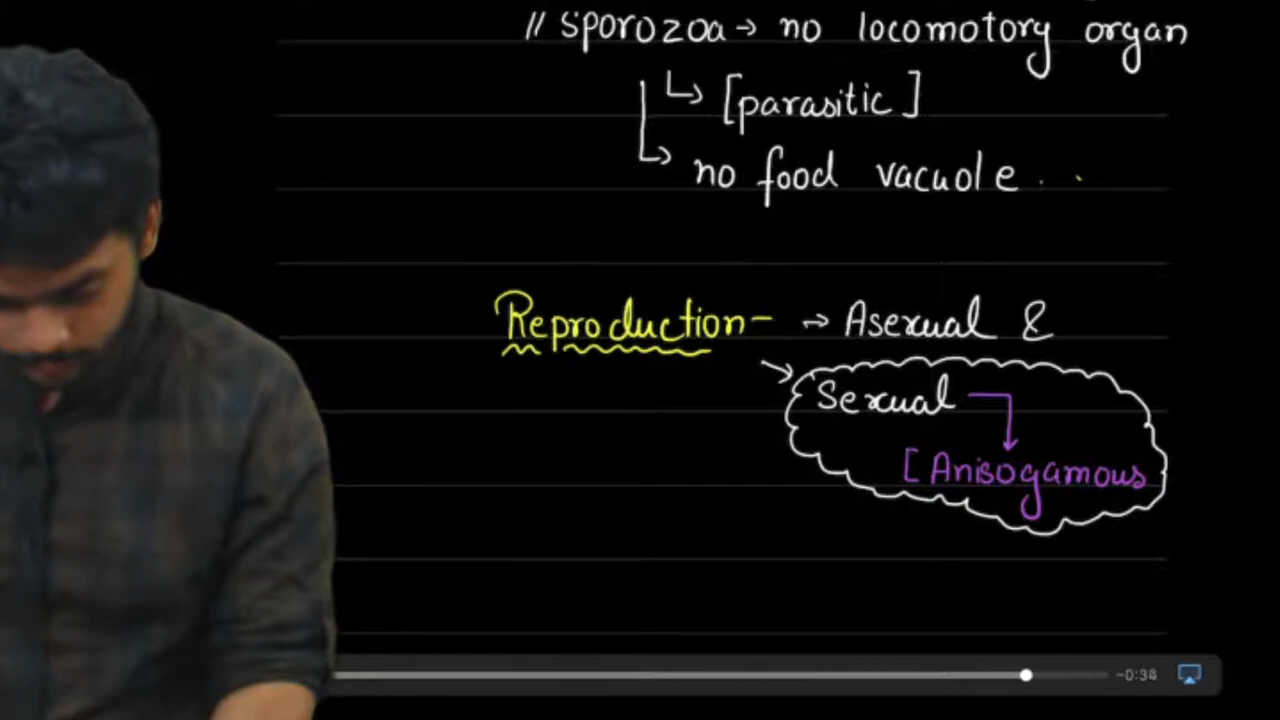 // Sporozoa → no locomotory organ
↳ [parasitic]
↳ no food vacuole .
Reproduction- → Asexual &
→ Sexual
[Anisogamous
-0:38